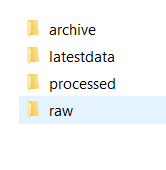 archive
latestdata
processed
raw